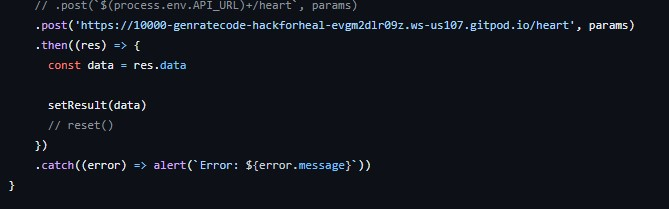 // .post(`$(process.env.API_URL)+/heart`, params)
.post('https://10000-genratecode-hackforheal-evgm2dlr09z.ws-us107.gitpod.io/heart', params)
.then((res) => {
const data = res.data
setResult(data)
// reset()
})
.catch((error) => alert(`Error: ${error.message}`))
}